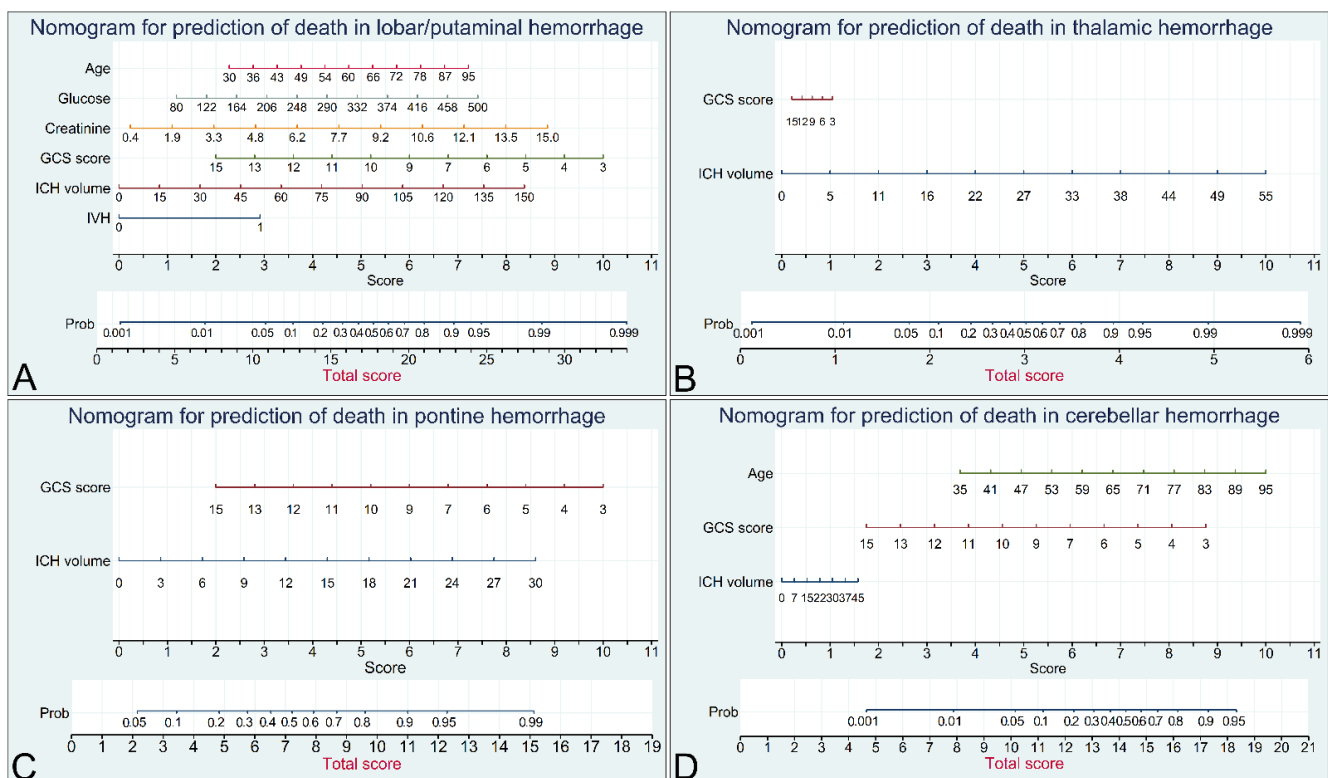 Nomogram for prediction of death in lobar/putaminal hemorrhage
Age
30 36 43 49 54 60 66 72 78 87 95
Glucose
80 122 164 206 248 290 332 374 416 458 500
Creatinine
0.4 1.9 3.3 4.8 6.2 7.7 9.2 10.6 12.1 13.5 15.0
GCS score
15 13 12 11 10 9 7 6 5 4 3
ICH volume
0 15 30 45 60 75 90 105 120 135 150
IVH
0 1
0 1 2 3 4 5 6 7 8 9 10 11
Score
Prob
0.001 0.01 0.05 0.1 0.2 0.3 0.4 0.5 0.6 0.7 0.8 0.9 0.95 0.99 0.999
0 5 10 15 20 25 30
Total score
A
Nomogram for prediction of death in thalamic hemorrhage
GCS score
15 12 9 6 3
ICH volume
0 5 11 16 22 27 33 38 44 49 55
0 1 2 3 4 5 6 7 8 9 10 11
Score
Prob
0.001 0.01 0.05 0.1 0.2 0.3 0.4 0.5 0.6 0.7 0.8 0.9 0.95 0.99 0.999
0 1 2 3 4 5 6
Total score
B
Nomogram for prediction of death in pontine hemorrhage
GCS score
15 13 12 11 10 9 7 6 5 4 3
ICH volume
0 3 6 9 12 15 18 21 24 27 30
0 1 2 3 4 5 6 7 8 9 10 11
Score
Prob
0.05 0.1 0.2 0.3 0.4 0.5 0.6 0.7 0.8 0.9 0.95 0.99
0 1 2 3 4 5 6 7 8 9 10 11 12 13 14 15 16 17 18 19
Total score
C
Nomogram for prediction of death in cerebellar hemorrhage
Age
35 41 47 53 59 65 71 77 83 89 95
GCS score
15 13 12 11 10 9 7 6 5 4 3
ICH volume
0 7 15 22 30 37 45
0 1 2 3 4 5 6 7 8 9 10 11
Score
Prob
0.001 0.01 0.05 0.1 0.2 0.3 0.4 0.5 0.6 0.7 0.8 0.9 0.95
0 1 2 3 4 5 6 7 8 9 10 11 12 13 14 15 16 17 18 19 20 21
Total score
D